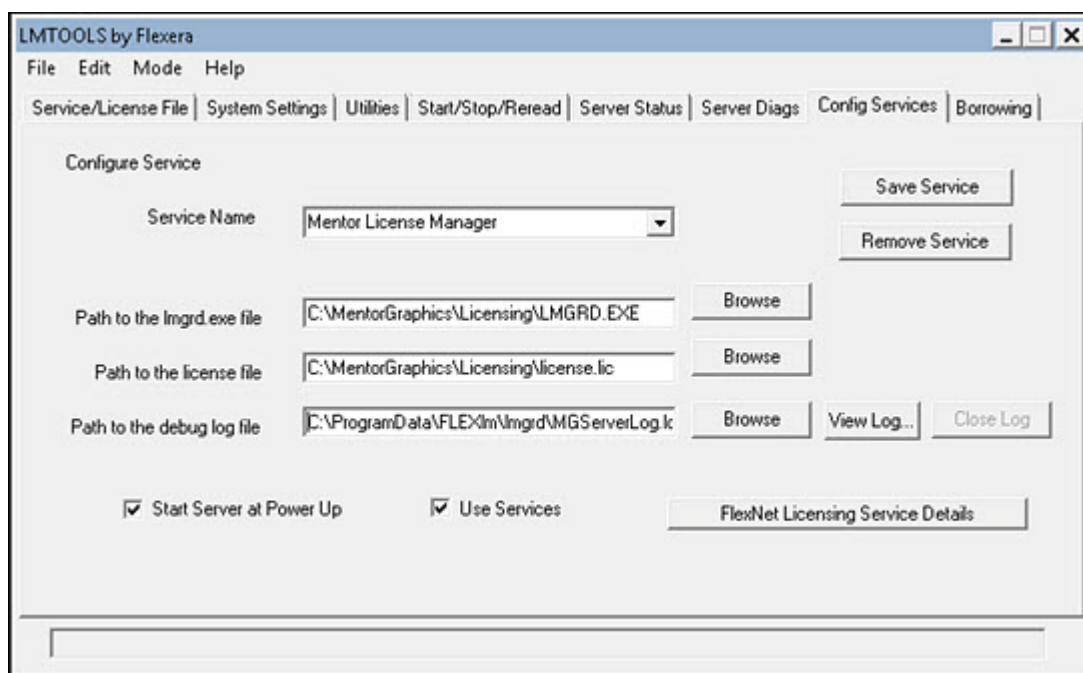 LMTOOLS by Flexera
File Edit Mode Help
Service/License File System Settings Utilities Start/Stop/Reread Server Status Server Diags Config Services Borrowing
Configure Service
Save Service
Service Name Mentor License Manager
Remove Service
Path to the lmgrd.exe file C:\MentorGraphics\Licensing\LMGRD.EXE Browse
Path to the license file C:\MentorGraphics\Licensing\license.lic Browse
Path to the debug log file C:\ProgramData\FLEXlm\lmgrd\MGServerLog.lo Browse View Log... Close Log
Start Server at Power Up Use Services FlexNet Licensing Service Details